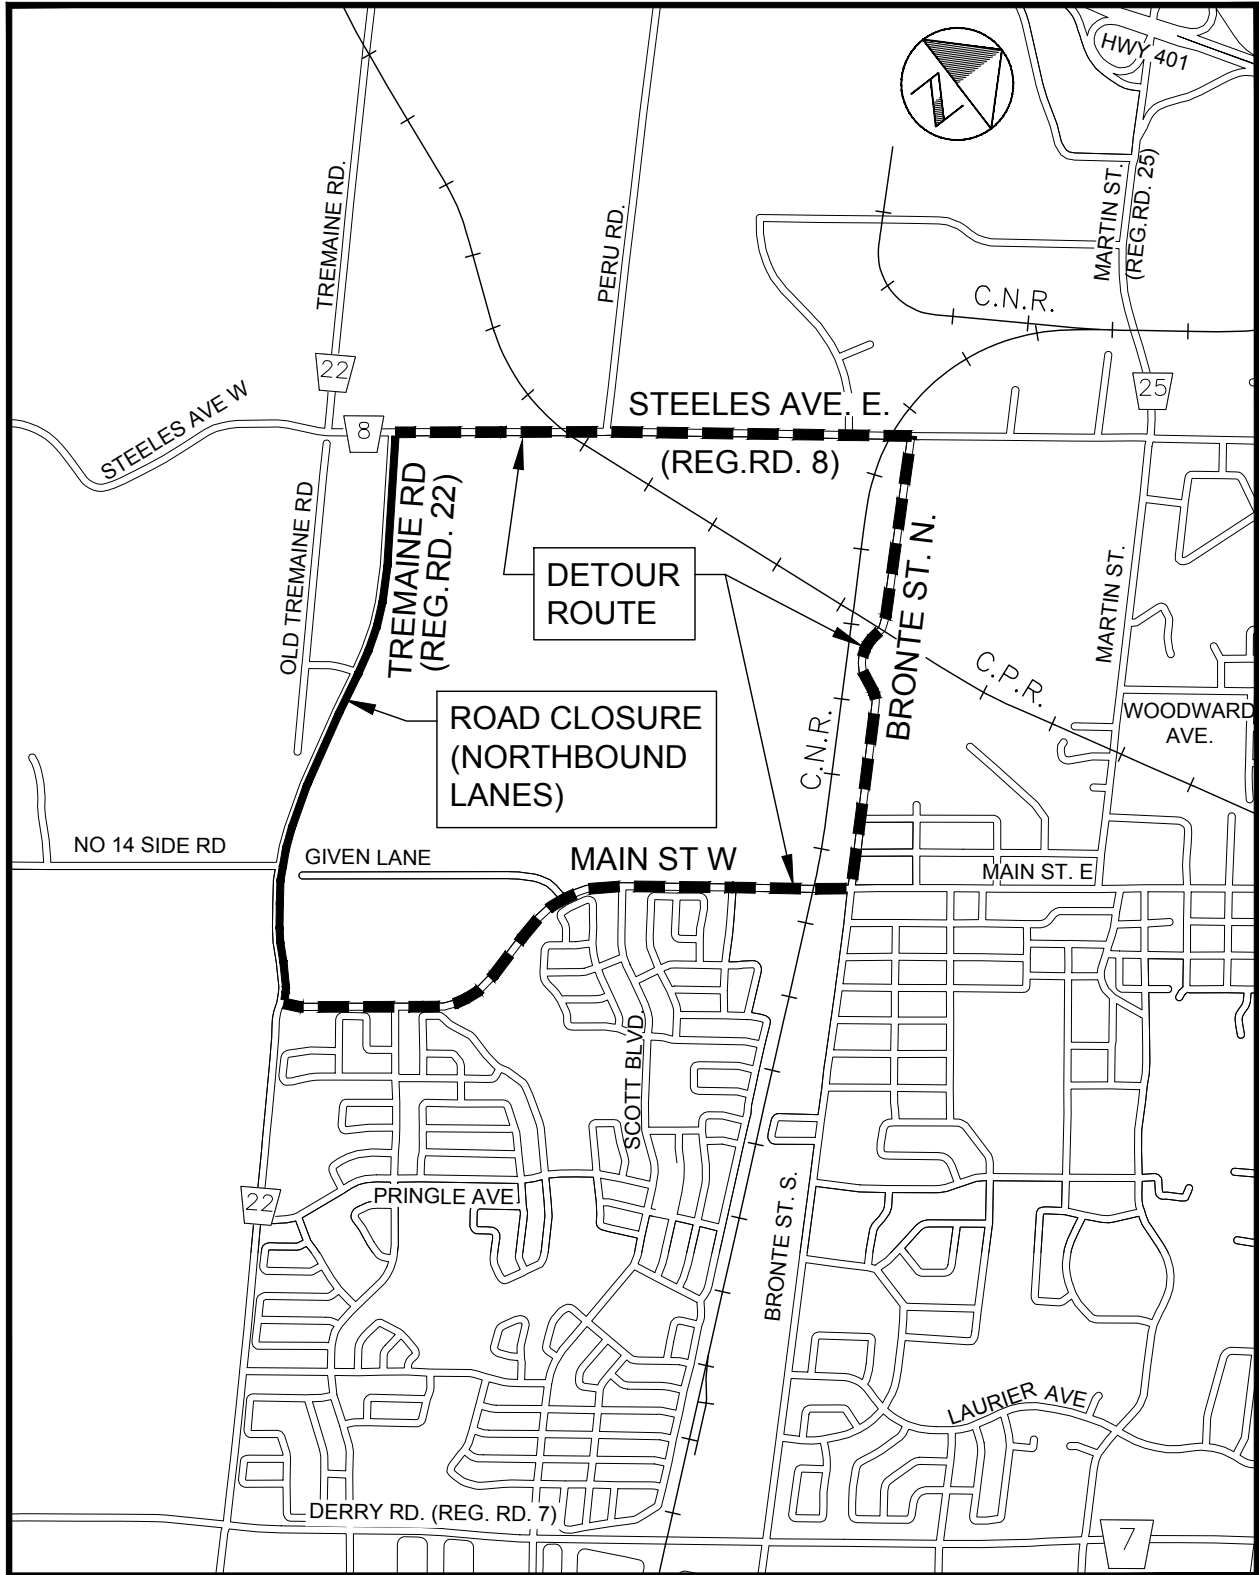 HWY 401
N
TREMAINE RD.
PERU RD.
MARTIN ST.
(REG.RD. 25)
C.N.R.
22
25
STEELES AVE W
8
STEELES AVE. E.
(REG.RD. 8)
OLD TREMAINE RD
TREMAINE RD
(REG.RD. 22)
DETOUR
ROUTE
BRONTE ST. N.
MARTIN ST.
C.P.R.
ROAD CLOSURE
(NORTHBOUND
LANES)
C.N.R.
WOODWARD
AVE.
NO 14 SIDE RD
GIVEN LANE
MAIN ST W
MAIN ST. E
SCOTT BLVD.
22
PRINGLE AVE
BRONTE ST. S.
LAURIER AVE
DERRY RD. (REG. RD. 7)
7